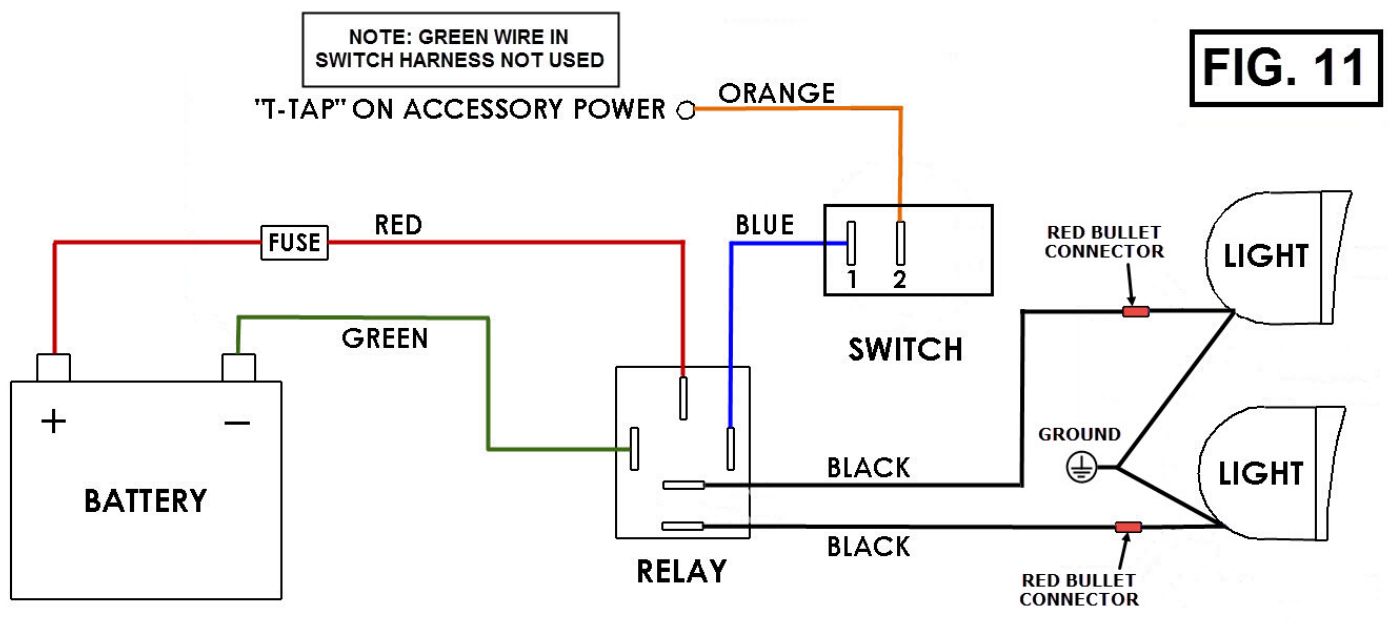 NOTE: GREEN WIRE IN
SWITCH HARNESS NOT USED
FIG. 11
"T-TAP" ON ACCESSORY POWER
ORANGE
RED
FUSE
BLUE
1 2
RED BULLET
CONNECTOR
LIGHT
GREEN
SWITCH
+ −
BATTERY
GROUND
BLACK
LIGHT
BLACK
RELAY
RED BULLET
CONNECTOR